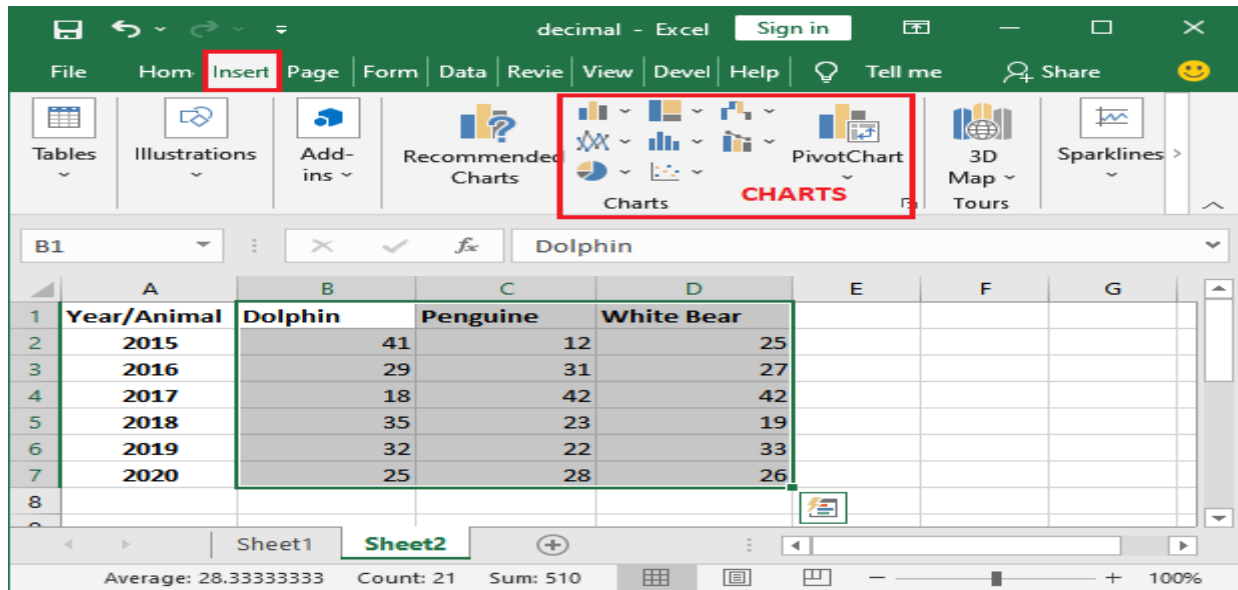 decimal - Excel Sign in
File Hom Insert Page Form Data Revie View Devel Help Tell me Share
Tables
Illustrations
Add-
ins
Recommended
Charts
PivotChart
Charts
CHARTS
3D
Map
Tours
Sparklines
B1 fx Dolphin
A B C D E F G
1 Year/Animal Dolphin Penguine White Bear
2 2015 41 12 25
3 2016 29 31 27
4 2017 18 42 42
5 2018 35 23 19
6 2019 32 22 33
7 2020 25 28 26
8
Sheet1 Sheet2
Average: 28.33333333 Count: 21 Sum: 510 100%